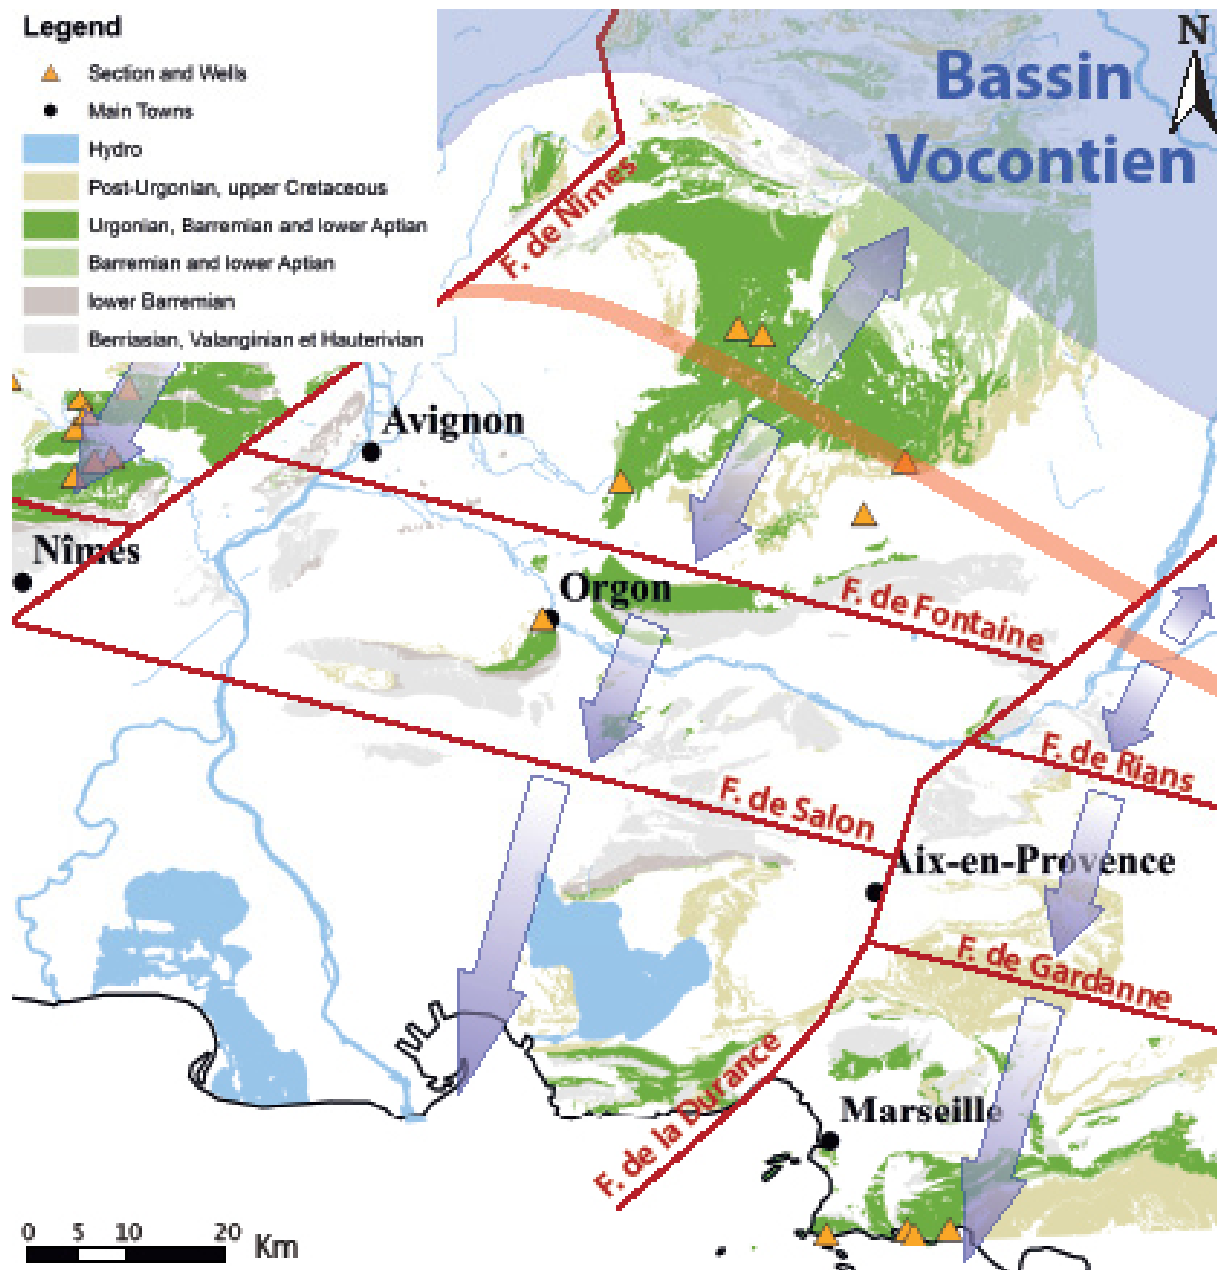 Legend
Section and Wells
Main Towns
Hydro
Post-Urgonian, upper Cretaceous
Urgonian, Barremian and lower Aptian
Barremian and lower Aptian
lower Barremian
Berriasian, Valanginian et Hauterivian
N
Bassin
Vocontien
F. de Nîmes
Avignon
Nîmes
Orgon
F. de Fontaine
F. de Rians
F. de Salon
Aix-en-Provence
F. de Gardanne
F. de la Durance
Marseille
0 5 10 20 Km